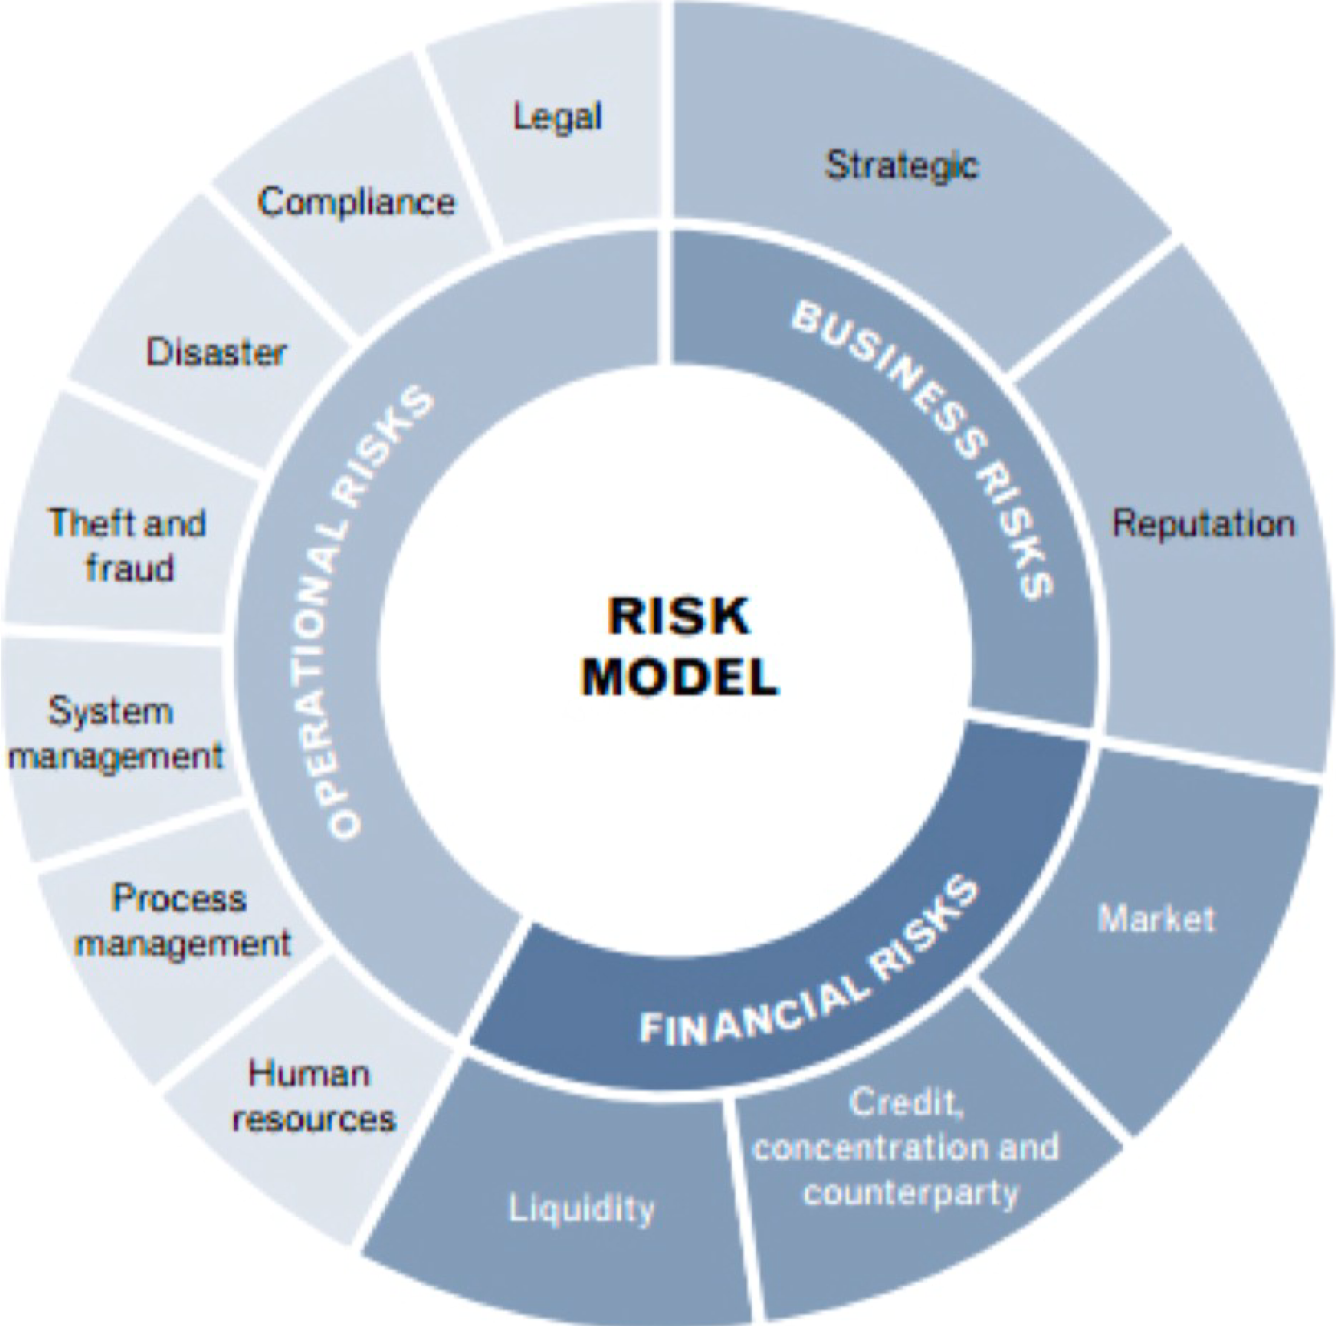 RISK
MODEL
BUSINESS RISKS
Strategic
Reputation
FINANCIAL RISKS
Market
Credit,
concentration and
counterparty
Liquidity
OPERATIONAL RISKS
Human
resources
Process
management
System
management
Theft and
fraud
Disaster
Compliance
Legal